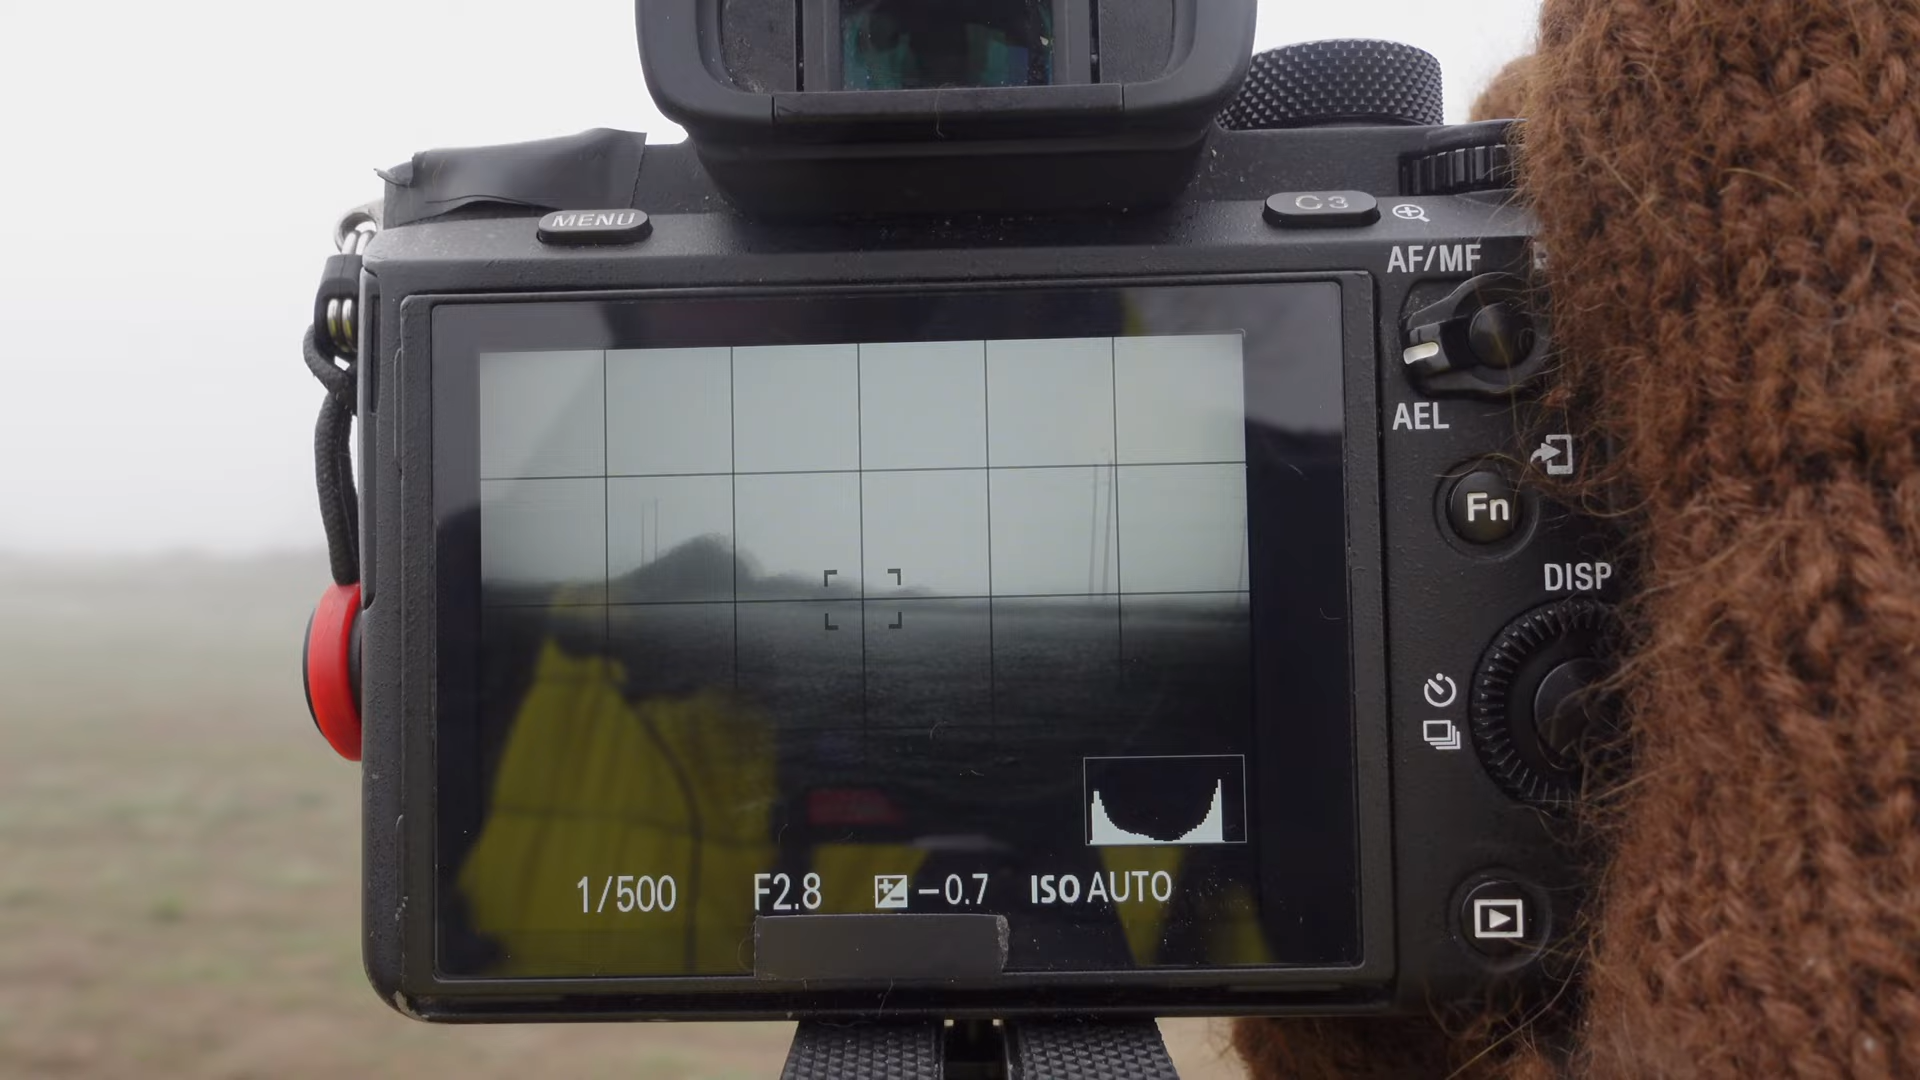 MENU
C3
AF/MF
AEL
Fn
DISP
1/500 F2.8 −0.7 ISO AUTO